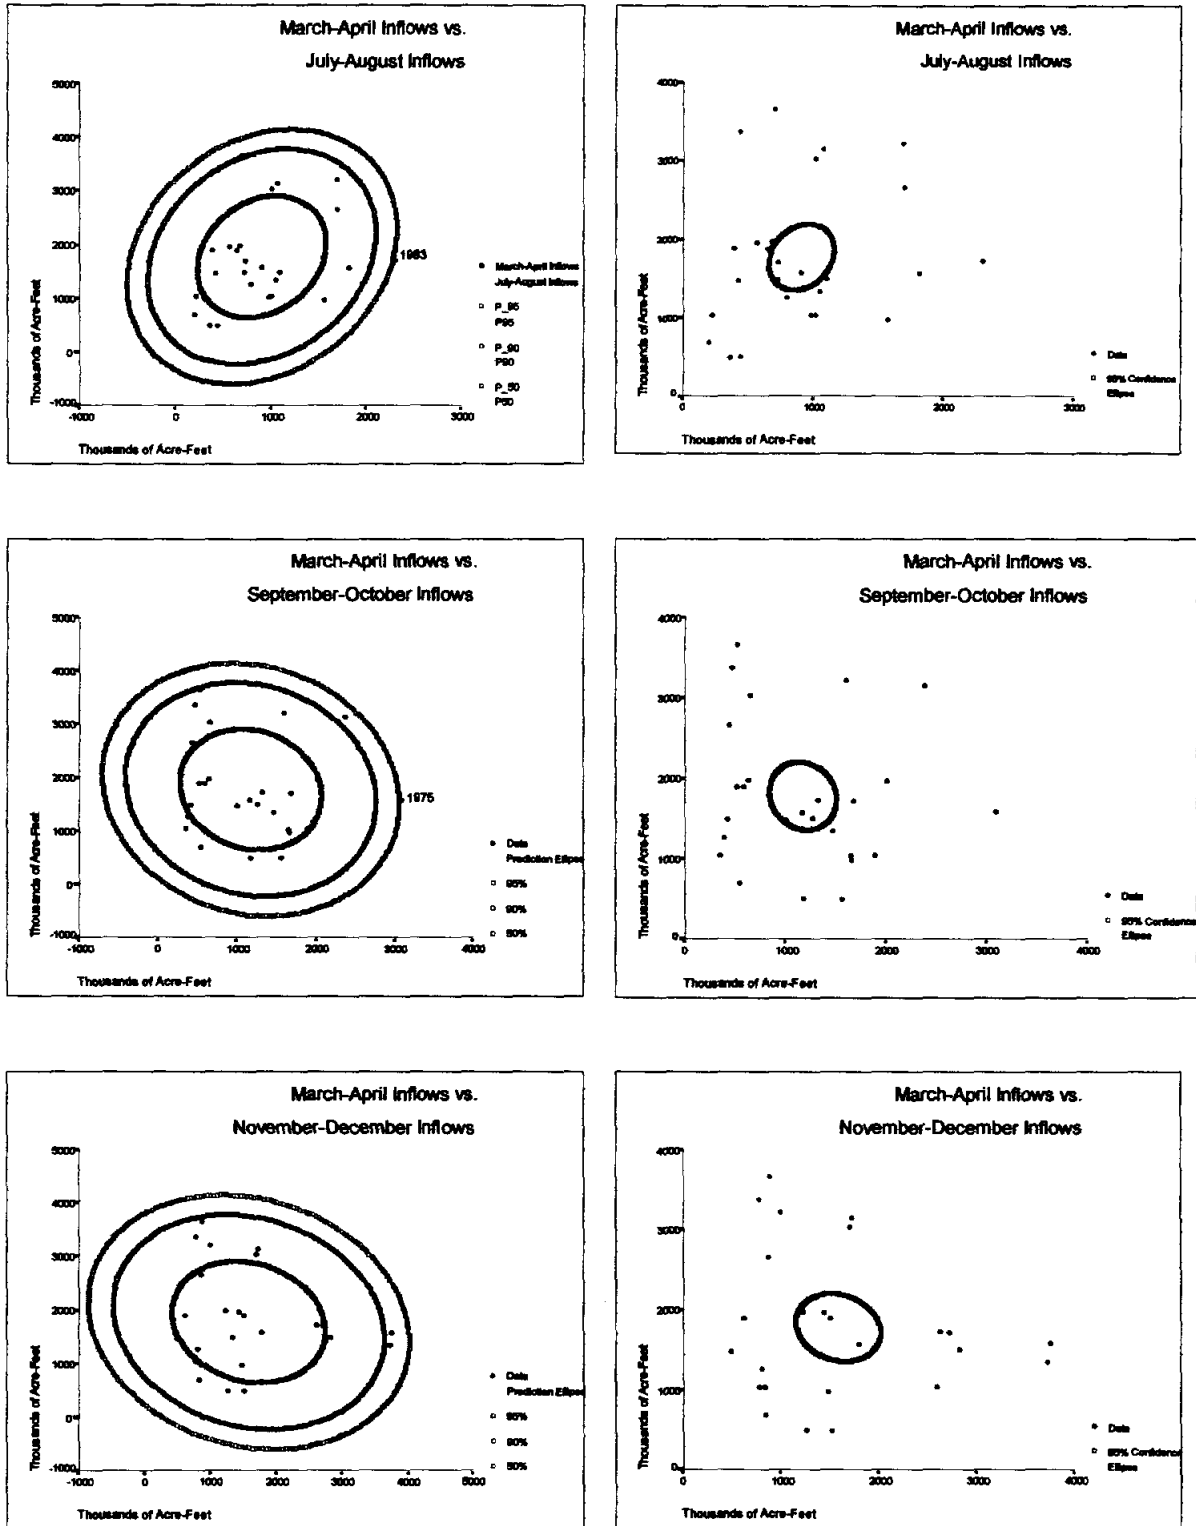 March-April Inflows vs.
July-August Inflows
5000
4000
3000
2000
1000
0
-1000
Thousands of Acre-Feet
-1000 0 1000 2000 3000
Thousands of Acre-Feet
1983
March-April Inflows
July-August Inflows
P_95
P95
P_90
P90
P_50
P50
March-April Inflows vs.
July-August Inflows
4000
3000
2000
1000
0
Thousands of Acre-Feet
0 1000 2000 3000
Thousands of Acre-Feet
Data
95% Confidence
Ellipse
March-April Inflows vs.
September-October Inflows
5000
4000
3000
2000
1000
0
-1000
Thousands of Acre-Feet
-1000 0 1000 2000 3000 4000
Thousands of Acre-Feet
1975
Data
Prediction Ellipse
95%
90%
50%
March-April Inflows vs.
September-October Inflows
4000
3000
2000
1000
0
Thousands of Acre-Feet
0 1000 2000 3000 4000
Thousands of Acre-Feet
Data
95% Confidence
Ellipse
March-April Inflows vs.
November-December Inflows
5000
4000
3000
2000
1000
0
-1000
Thousands of Acre-Feet
-1000 0 1000 2000 3000 4000 5000
Thousands of Acre-Feet
Data
Prediction Ellipse
95%
90%
50%
March-April Inflows vs.
November-December Inflows
4000
3000
2000
1000
0
Thousands of Acre-Feet
0 1000 2000 3000 4000
Thousands of Acre-Feet
Data
95% Confidence
Ellipse